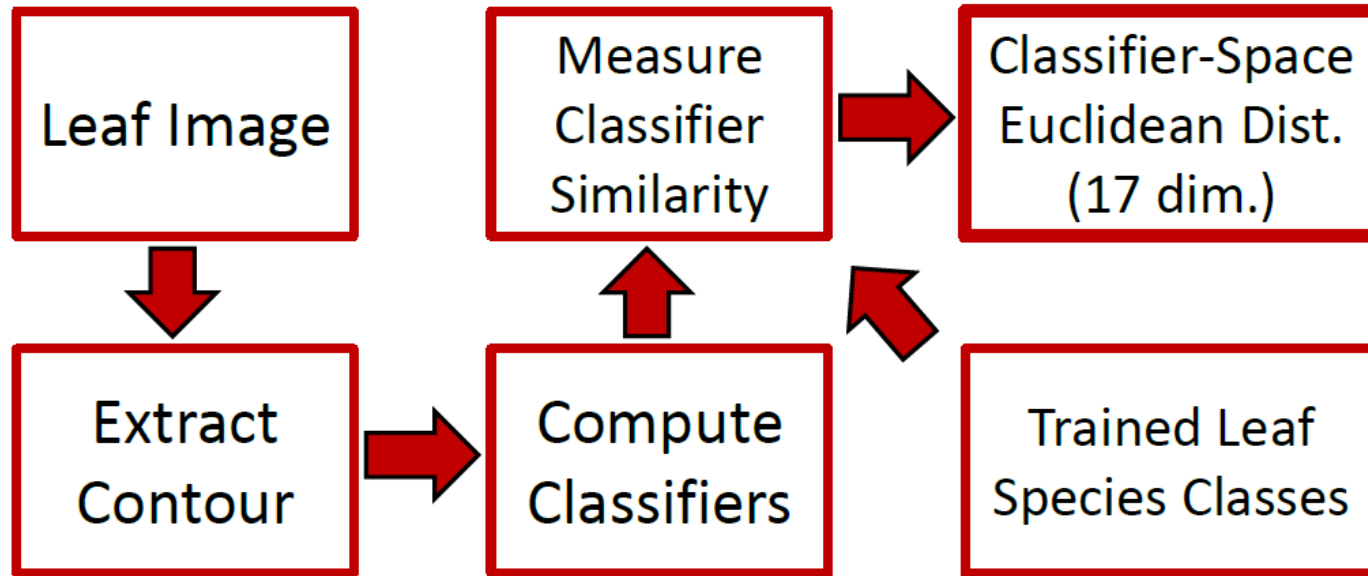 Leaf Image
Measure
Classifier
Similarity
Classifier-Space
Euclidean Dist.
(17 dim.)
Extract
Contour
Compute
Classifiers
Trained Leaf
Species Classes